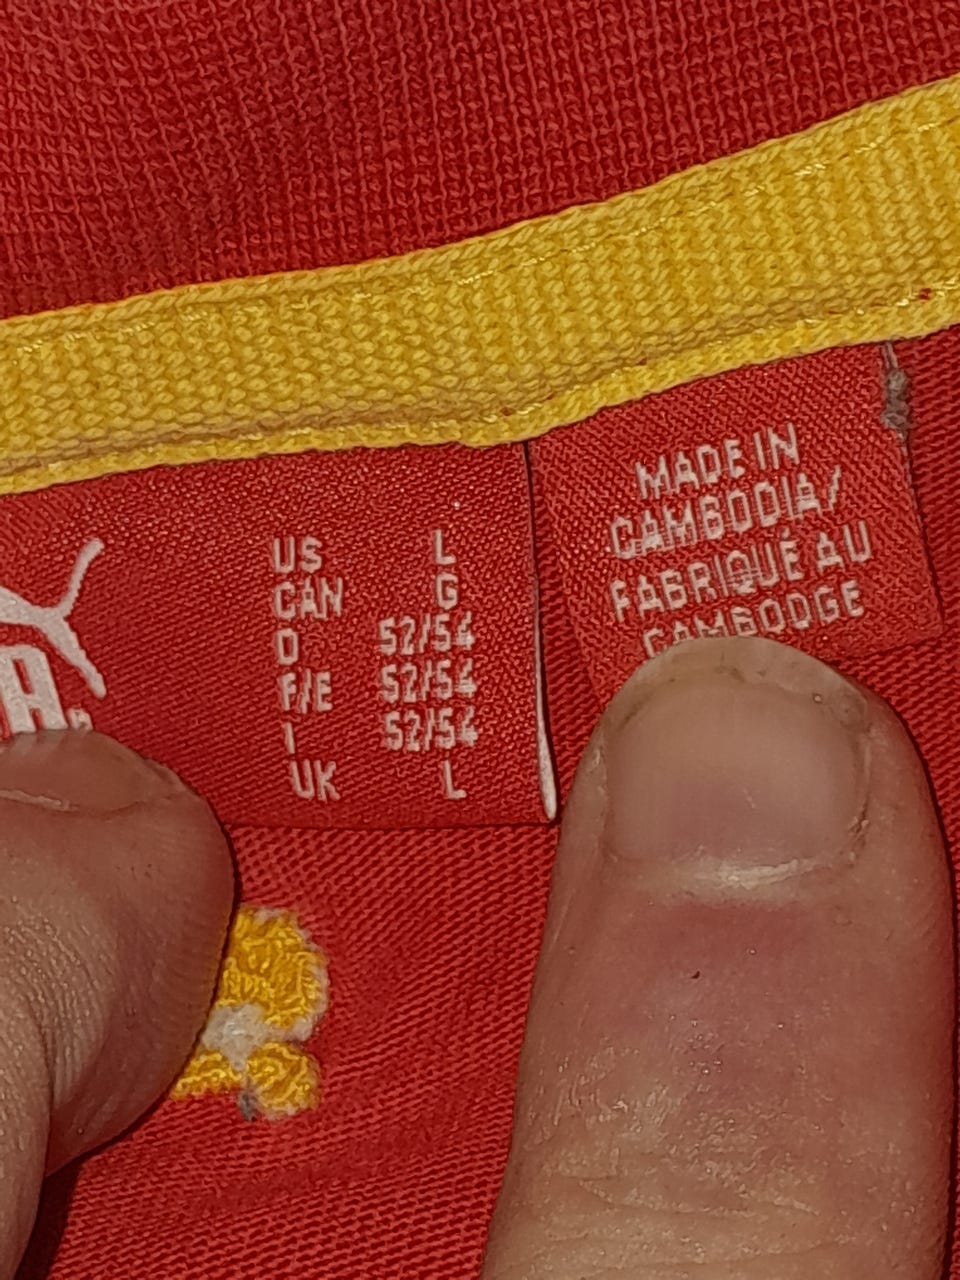 US L
CAN G
D 52/54
F/E 52/54
I 52/54
UK L
MADE IN
CAMBODIA/
FABRIQUÉ AU
CAMBODGE